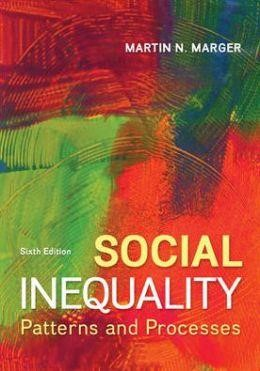 MARTIN N. MARGER
Sixth Edition
SOCIAL
INEQUALITY
Patterns and Processes